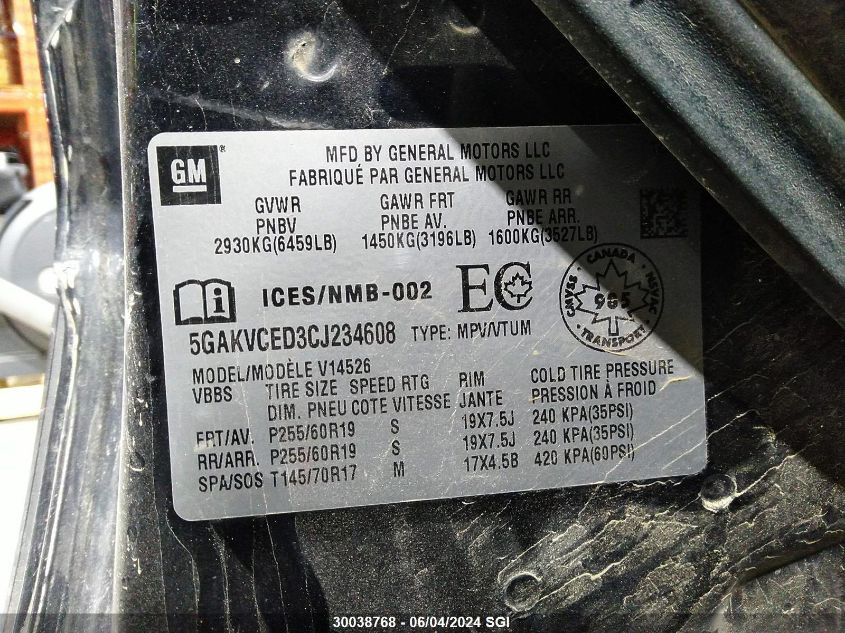 GM
MFD BY GENERAL MOTORS LLC
FABRIQUÉ PAR GENERAL MOTORS LLC
GVWR GAWR FRT GAWR RR
PNBV PNBE AV. PNBE ARR.
2930KG(6459LB) 1450KG(3196LB) 1600KG(3527LB)
ICES/NMB-002 EC
CANADA
CMVSS 905 NSVAC
TRANSPORT
5GAKVCED3CJ234608 TYPE: MPV/VTUM
MODEL/MODÈLE V14526
VBBS TIRE SIZE SPEED RTG RIM COLD TIRE PRESSURE
DIM. PNEU COTE VITESSE JANTE PRESSION À FROID
FRT/AV. P255/60R19 S 19X7.5J 240 KPA(35PSI)
RR/ARR. P255/60R19 S 19X7.5J 240 KPA(35PSI)
SPA/SOS T145/70R17 M 17X4.5B 420 KPA(60PSI)
30038768 - 06/04/2024 SGI